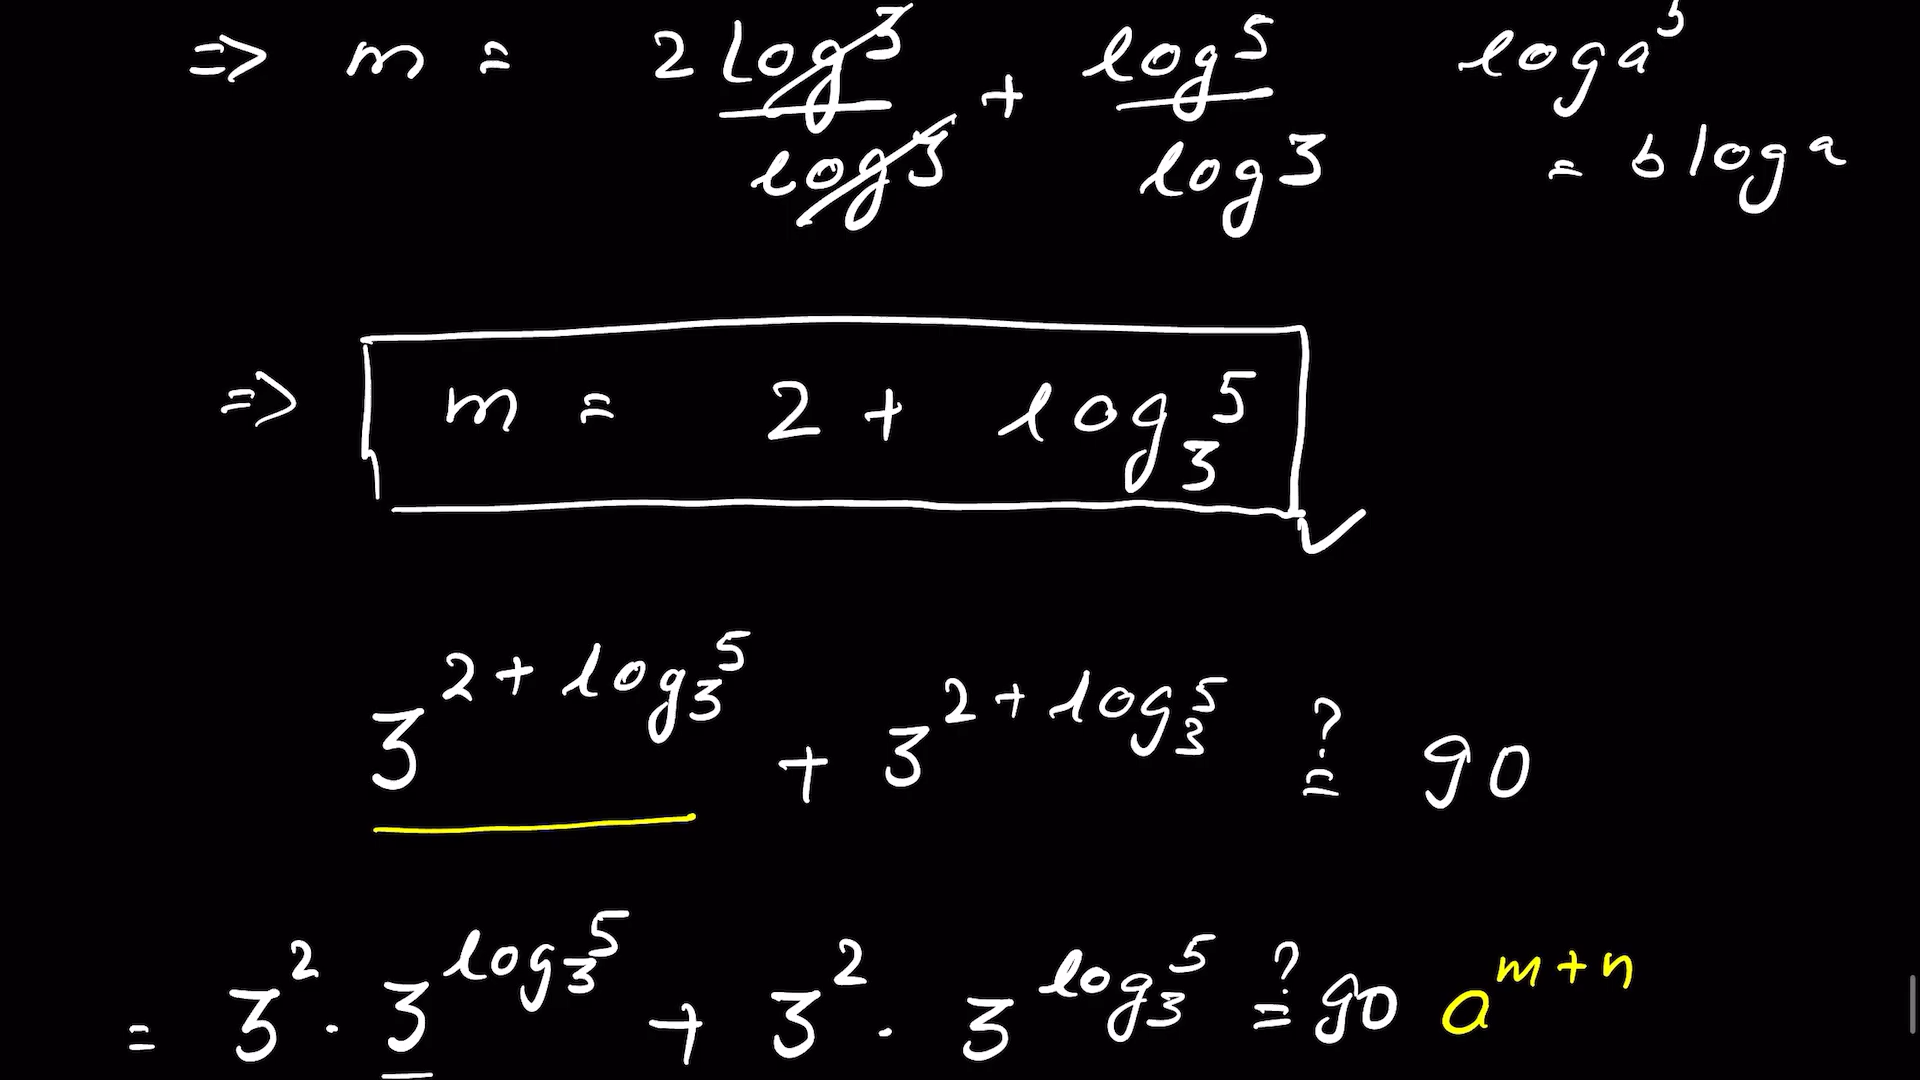 ⇒ m = 2 log 3 / log 3 + log 5 / log 3
log a^b
= b log a
⇒ m = 2 + log_3 5
3^(2 + log_3 5) + 3^(2 + log_3 5) ?= 90
= 3^2 · 3^(log_3 5) + 3^2 · 3^(log_3 5) ?= 90 a^(m+n)